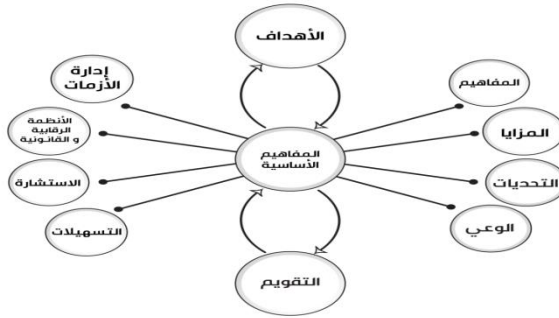 الأهداف
المفاهيم
المزايا
التحديات
الوعي
المفاهيم
الأساسية
إدارة
الأزمات
الأنظمة
الرقابية
و القانونية
الاستشارة
التسهيلات
التقويم